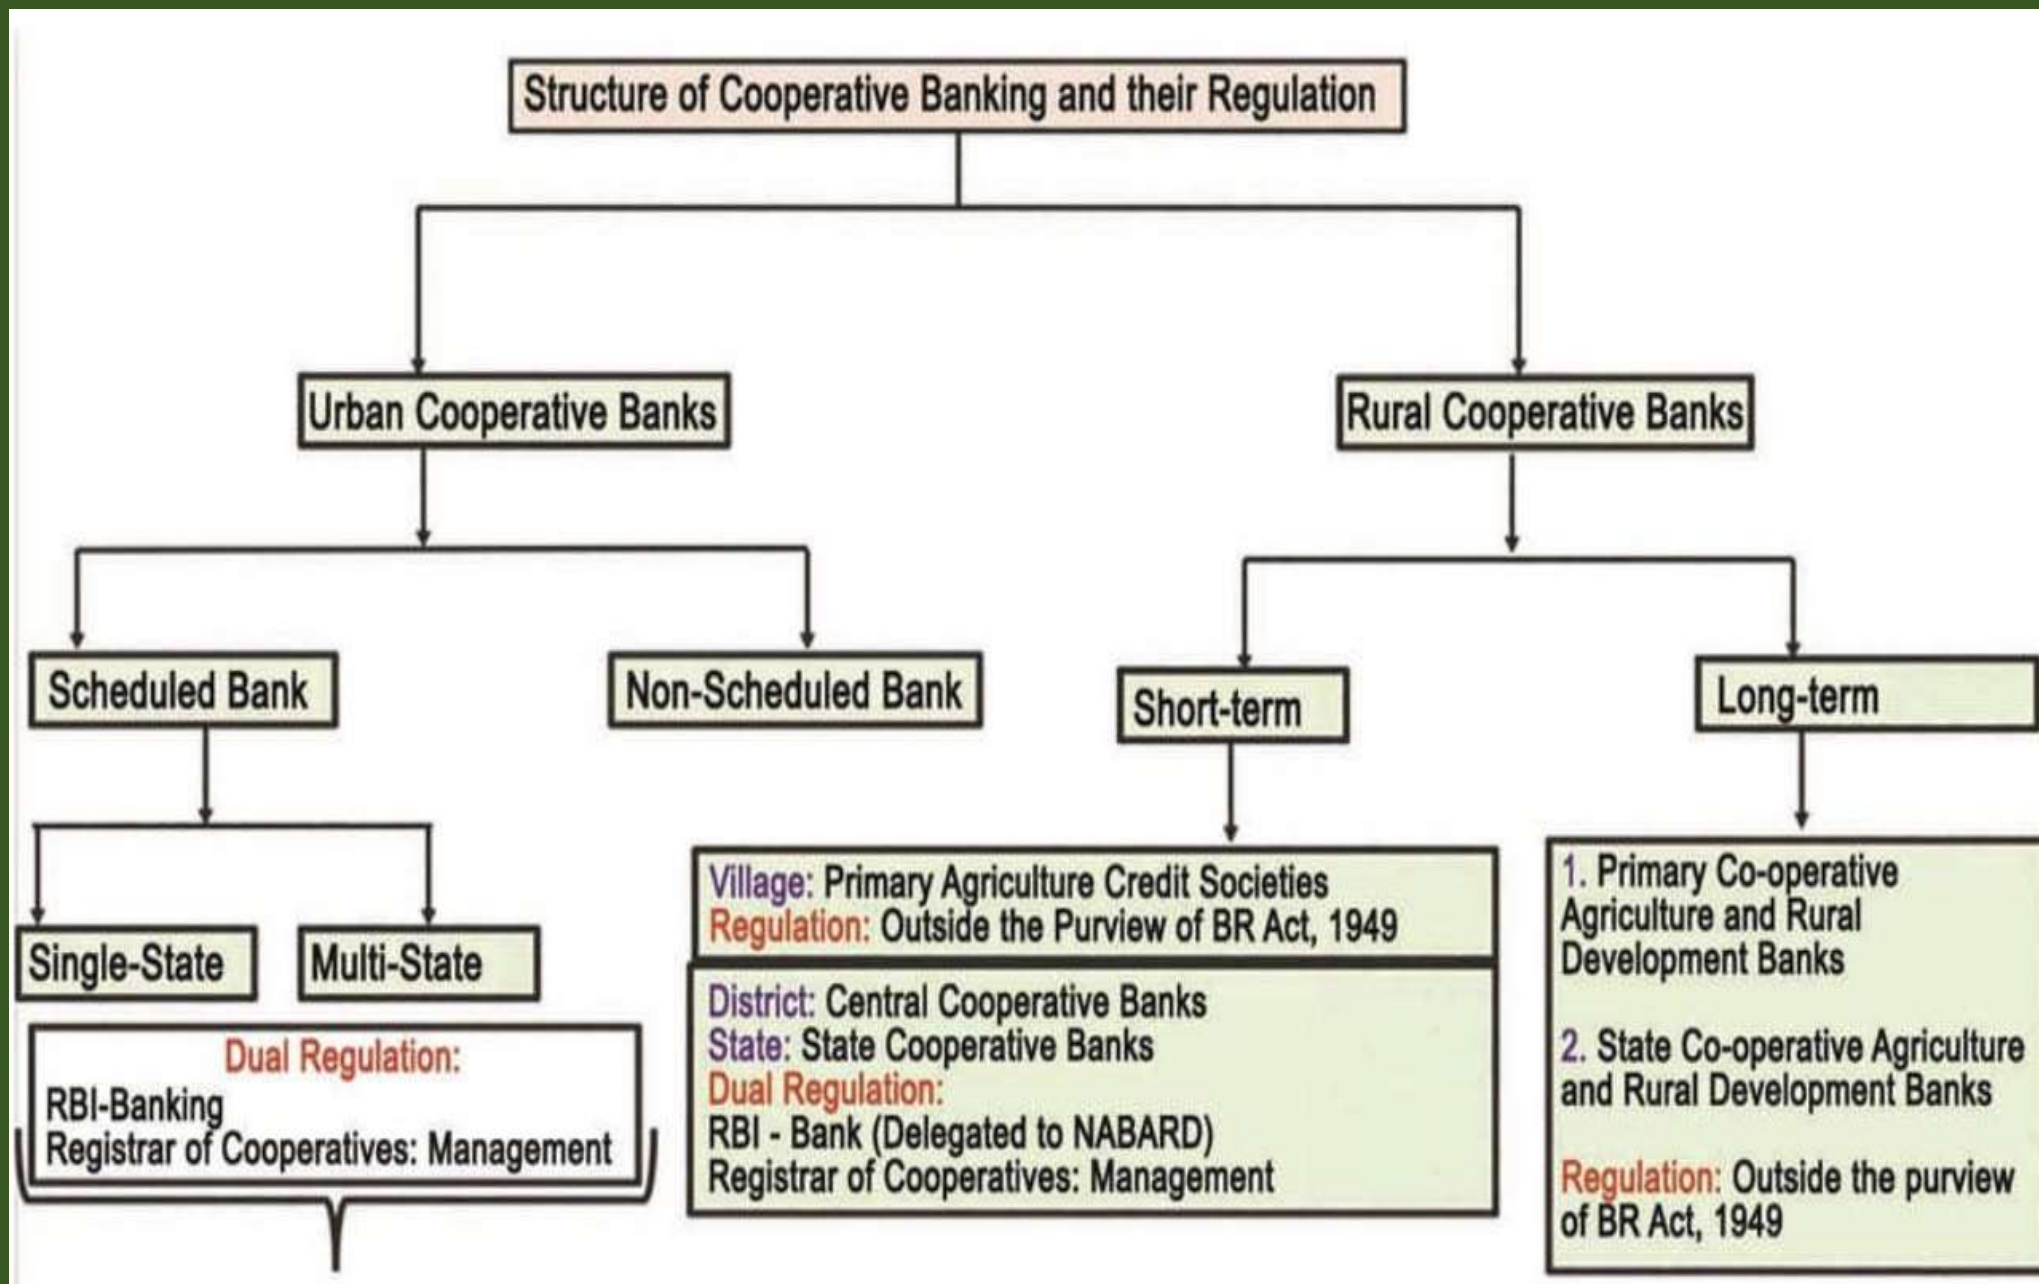 Structure of Cooperative Banking and their Regulation
Urban Cooperative Banks
Rural Cooperative Banks
Scheduled Bank
Non-Scheduled Bank
Short-term
Long-term
Single-State
Multi-State
Dual Regulation:
RBI-Banking
Registrar of Cooperatives: Management
Village: Primary Agriculture Credit Societies
Regulation: Outside the Purview of BR Act, 1949
District: Central Cooperative Banks
State: State Cooperative Banks
Dual Regulation:
RBI - Bank (Delegated to NABARD)
Registrar of Cooperatives: Management
1. Primary Co-operative
Agriculture and Rural
Development Banks
2. State Co-operative Agriculture
and Rural Development Banks
Regulation: Outside the purview
of BR Act, 1949